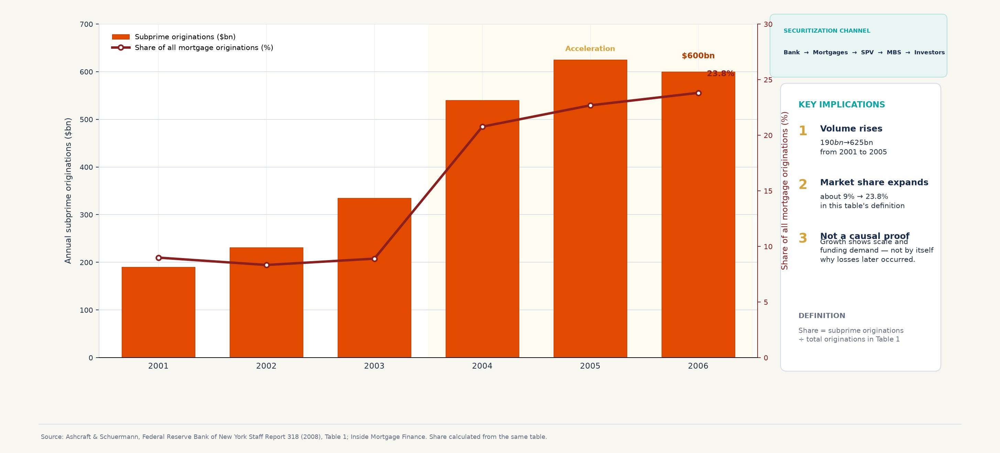 Subprime originations ($bn)
Share of all mortgage originations (%)
Acceleration
$600bn
23.8%
700
600
500
400
300
200
100
0
Annual subprime originations ($bn)
2001
2002
2003
2004
2005
2006
30
25
20
15
10
5
0
Share of all mortgage originations (%)
SECURITIZATION CHANNEL
Bank → Mortgages → SPV → MBS → Investors
KEY IMPLICATIONS
1 Volume rises
190bn→625bn
from 2001 to 2005
2 Market share expands
about 9% → 23.8%
in this table's definition
3 Not a causal proof
Growth shows scale and
funding demand — not by itself
why losses later occurred.
DEFINITION
Share = subprime originations
÷ total originations in Table 1
Source: Ashcraft & Schuermann, Federal Reserve Bank of New York Staff Report 318 (2008), Table 1; Inside Mortgage Finance. Share calculated from the same table.